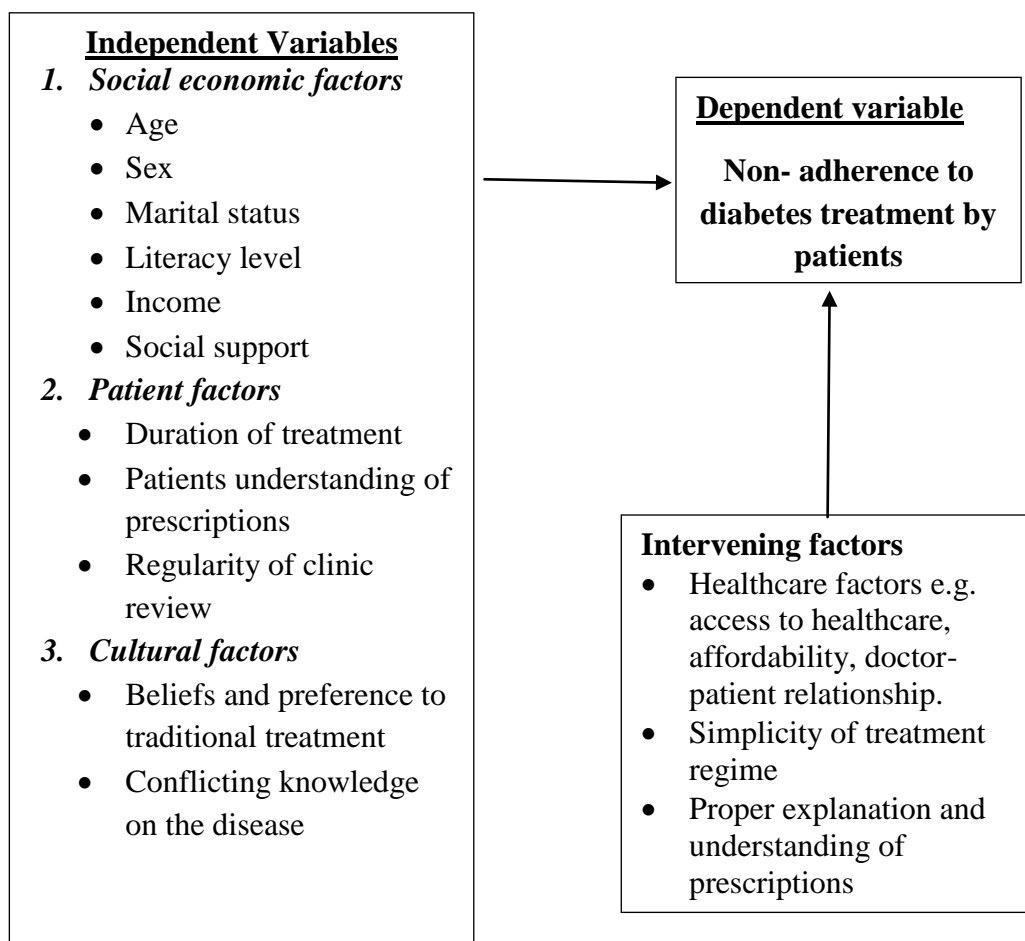 Independent Variables
1. Social economic factors
• Age
• Sex
• Marital status
• Literacy level
• Income
• Social support
2. Patient factors
• Duration of treatment
• Patients understanding of
prescriptions
• Regularity of clinic
review
3. Cultural factors
• Beliefs and preference to
traditional treatment
• Conflicting knowledge
on the disease
Dependent variable
Non- adherence to
diabetes treatment by
patients
Intervening factors
• Healthcare factors e.g.
access to healthcare,
affordability, doctor-
patient relationship.
• Simplicity of treatment
regime
• Proper explanation and
understanding of
prescriptions